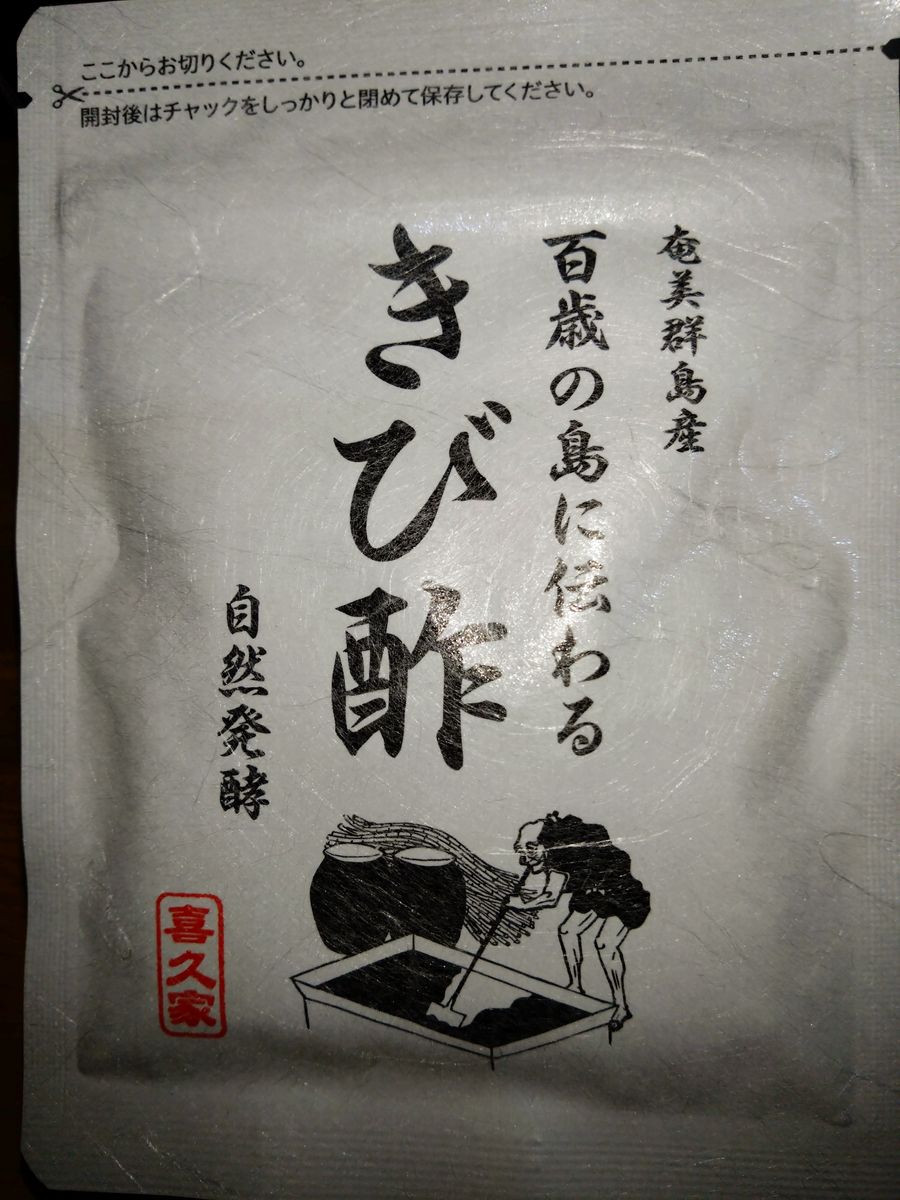 ここからお切りください。
開封後はチャックをしっかりと閉めて保存してください。
奄美群島産
百歳の島に伝わる
きび酢
自然発酵
喜久家